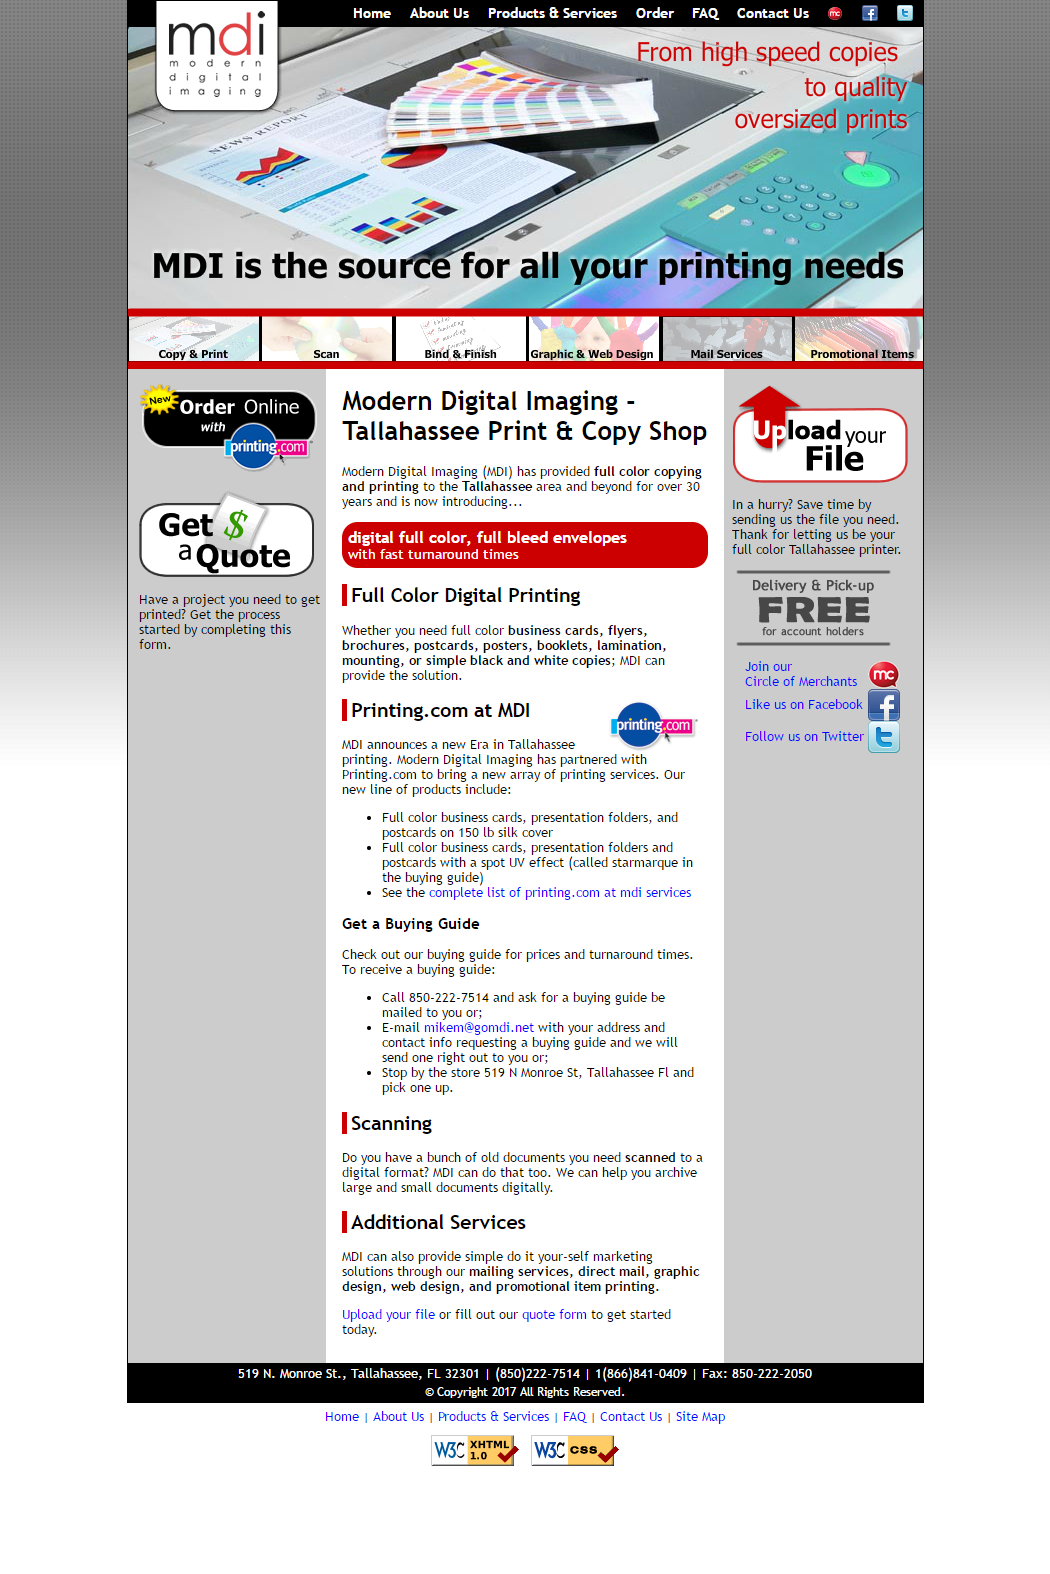 mdi
modern
digital
imaging
Home About Us Products & Services Order FAQ Contact Us mc
From high speed copies
to quality
oversized prints
NEWS REPORT
MDI is the source for all your printing needs
Copy & Print Scan Bind & Finish Graphic & Web Design Mail Services Promotional Items
New Order Online
with
printing.com
Get $
a Quote
Have a project you need to get
printed? Get the process
started by completing this
form.
Modern Digital Imaging -
Tallahassee Print & Copy Shop
Modern Digital Imaging (MDI) has provided full color copying
and printing to the Tallahassee area and beyond for over 30
years and is now introducing...
digital full color, full bleed envelopes
with fast turnaround times
Full Color Digital Printing
Whether you need full color business cards, flyers,
brochures, postcards, posters, booklets, lamination,
mounting, or simple black and white copies; MDI can
provide the solution.
Printing.com at MDI
printing.com
MDI announces a new Era in Tallahassee
printing. Modern Digital Imaging has partnered with
Printing.com to bring a new array of printing services. Our
new line of products include:
• Full color business cards, presentation folders, and
postcards on 150 lb silk cover
• Full color business cards, presentation folders and
postcards with a spot UV effect (called starmarque in
the buying guide)
• See the complete list of printing.com at mdi services
Get a Buying Guide
Check out our buying guide for prices and turnaround times.
To receive a buying guide:
• Call 850-222-7514 and ask for a buying guide be
mailed to you or;
• E-mail mikem@gomdi.net with your address and
contact info requesting a buying guide and we will
send one right out to you or;
• Stop by the store 519 N Monroe St, Tallahassee Fl and
pick one up.
Scanning
Do you have a bunch of old documents you need scanned to a
digital format? MDI can do that too. We can help you archive
large and small documents digitally.
Additional Services
MDI can also provide simple do it your-self marketing
solutions through our mailing services, direct mail, graphic
design, web design, and promotional item printing.
Upload your file or fill out our quote form to get started
today.
Upload your
File
In a hurry? Save time by
sending us the file you need.
Thank for letting us be your
full color Tallahassee printer.
Delivery & Pick-up
FREE
for account holders
Join our
Circle of Merchants mc
Like us on Facebook
Follow us on Twitter
519 N. Monroe St., Tallahassee, FL 32301 | (850)222-7514 | 1(866)841-0409 | Fax: 850-222-2050
© Copyright 2017 All Rights Reserved.
Home | About Us | Products & Services | FAQ | Contact Us | Site Map
W3C XHTML 1.0 W3C CSS